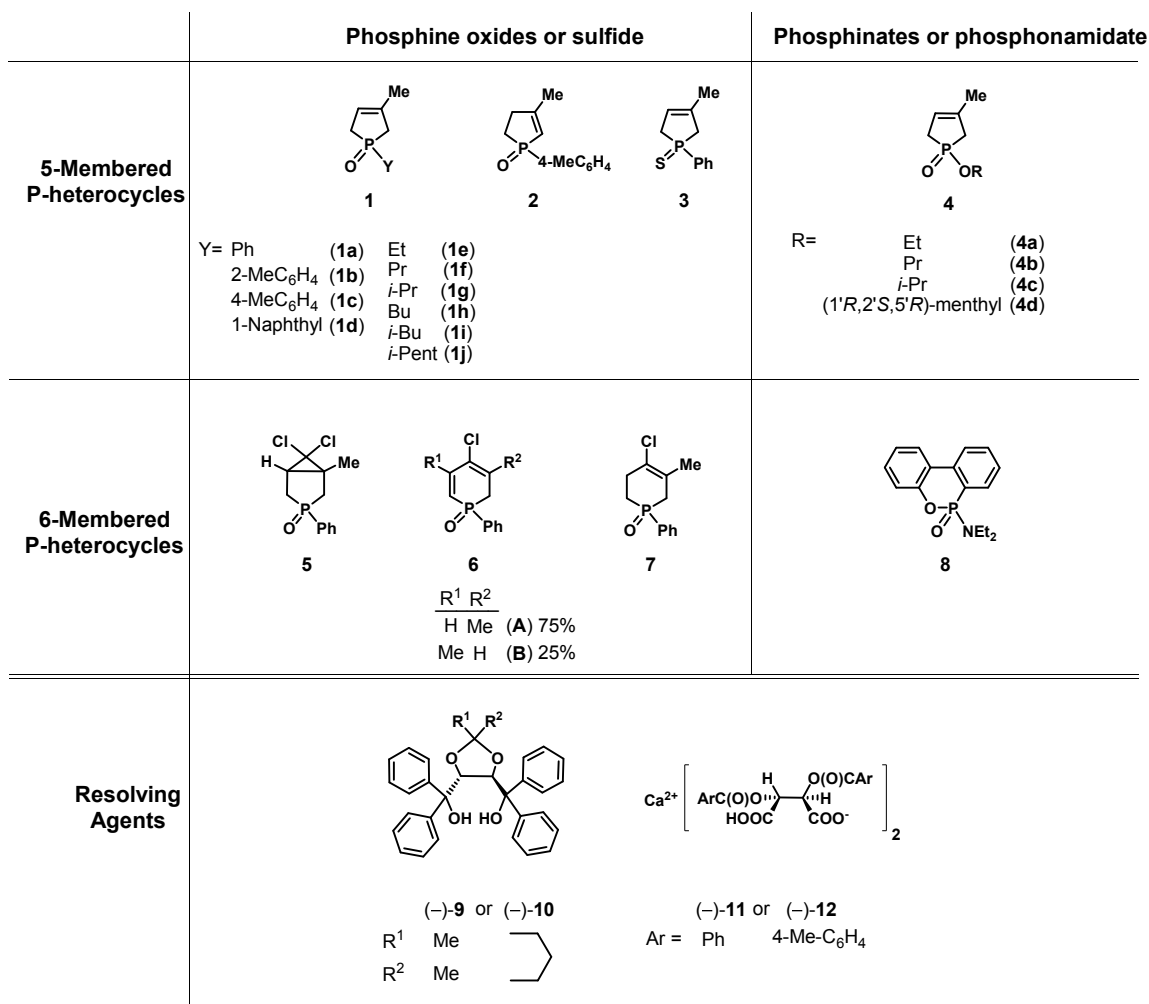 Phosphine oxides or sulfide
Phosphinates or phosphonamidate
5-Membered
P-heterocycles
Me
P
O
Y
1
Me
P
O
4-MeC6H4
2
Me
P
S
Ph
3
Me
P
O
OR
4
Y= Ph (1a)
2-MeC6H4 (1b)
4-MeC6H4 (1c)
1-Naphthyl (1d)
Et (1e)
Pr (1f)
i-Pr (1g)
Bu (1h)
i-Bu (1i)
i-Pent (1j)
R=
Et (4a)
Pr (4b)
i-Pr (4c)
(1'R,2'S,5'R)-menthyl (4d)
6-Membered
P-heterocycles
Cl Cl
H
Me
P
O
Ph
5
Cl
R1 R2
P
O
Ph
6
R1 R2
H Me (A) 75%
Me H (B) 25%
Cl
Me
P
O
Ph
7
O-P
O
NEt2
8
Resolving
Agents
R1 R2
O O
OH HO
(–)-9 or (–)-10
R1 Me
R2 Me
Ca2+
H O(O)CAr
ArC(O)O H
HOOC COO-
2
(–)-11 or (–)-12
Ar = Ph 4-Me-C6H4